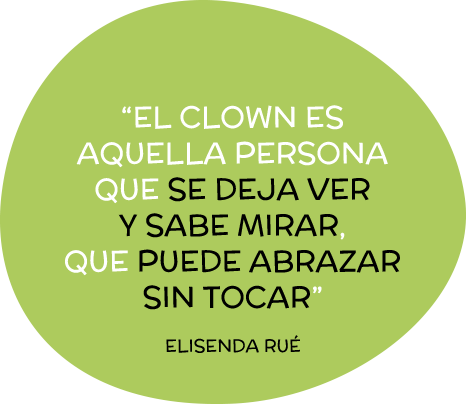 “EL CLOWN ES
AQUELLA PERSONA
QUE SE DEJA VER
Y SABE MIRAR,
QUE PUEDE ABRAZAR
SIN TOCAR”
ELISENDA RUÉ